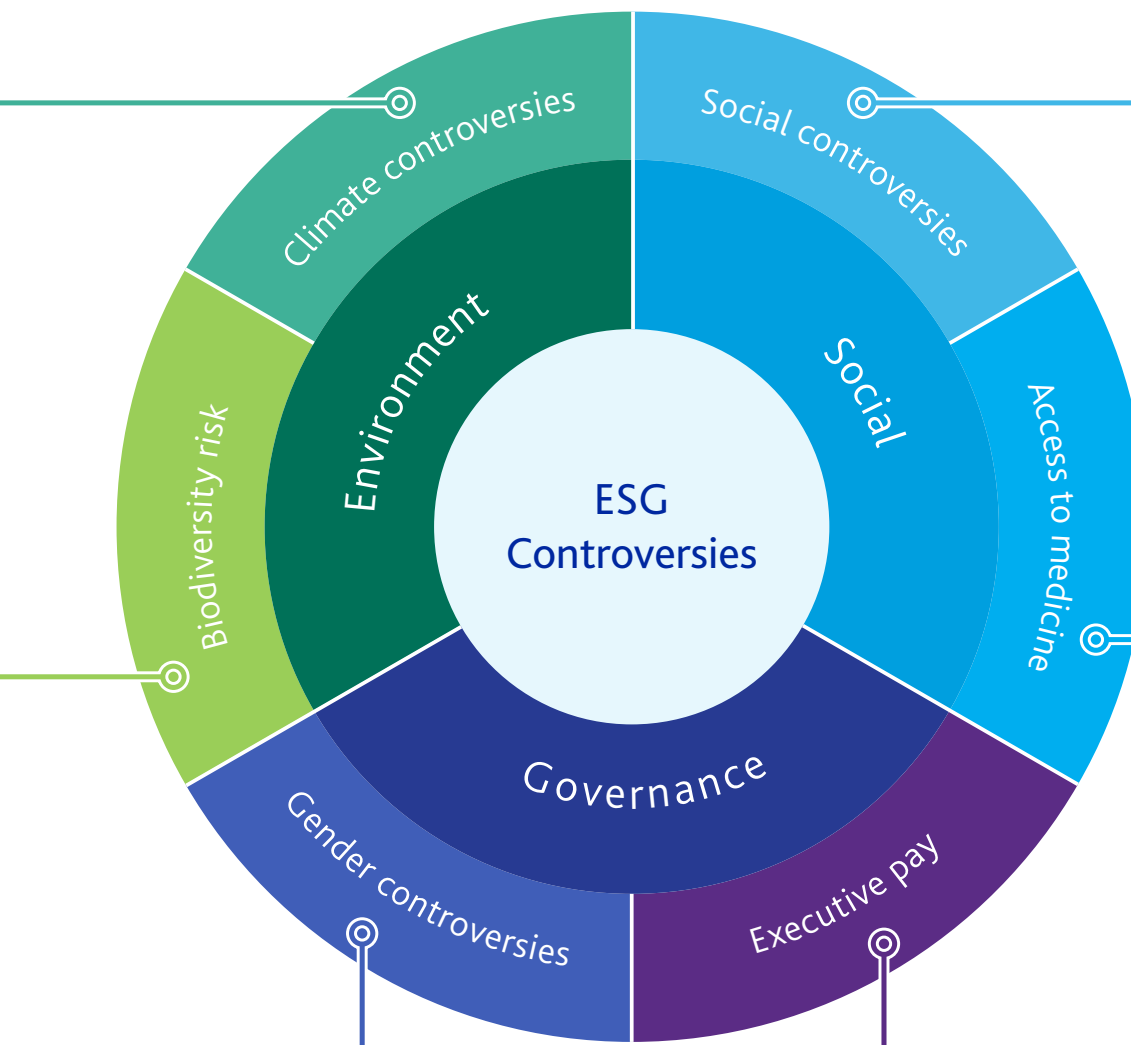 Climate controversies
Social controversies
Environment
Social
Biodiversity risk
Access to medicine
ESG
Controversies
Governance
Gender controversies
Executive pay